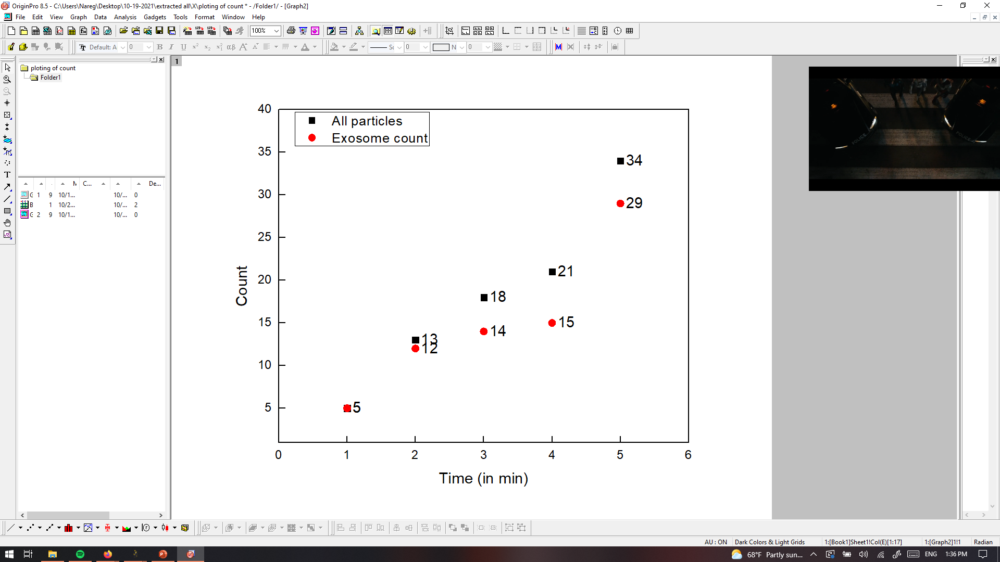 OriginPro 8.5 - C:\Users\Nareg\Desktop\10-19-2021\extracted all\X\ploting of count * - /Folder1/ - [Graph2]
File Edit View Graph Data Analysis Gadgets Tools Format Window Help
100%
Default: A 0 B I U αβ A A A 0 N 0
ploting of count
Folder1
C... De...
G 1 9 10/1... 10/... 0
B 1 10/2... 10/... 2
G 2 9 10/1... 10/... 0
1
All particles
Exosome count
40
35
30
25
20
15
10
5
Count
34
29
21
18
15
14
13
12
5
0 1 2 3 4 5 6
Time (in min)
POLICE
POLICE
AU : ON Dark Colors & Light Grids 1:[Book1]Sheet1!Col(E)[1:17] 1:[Graph2]1!1 Radian
68°F Partly sun... ENG 1:36 PM